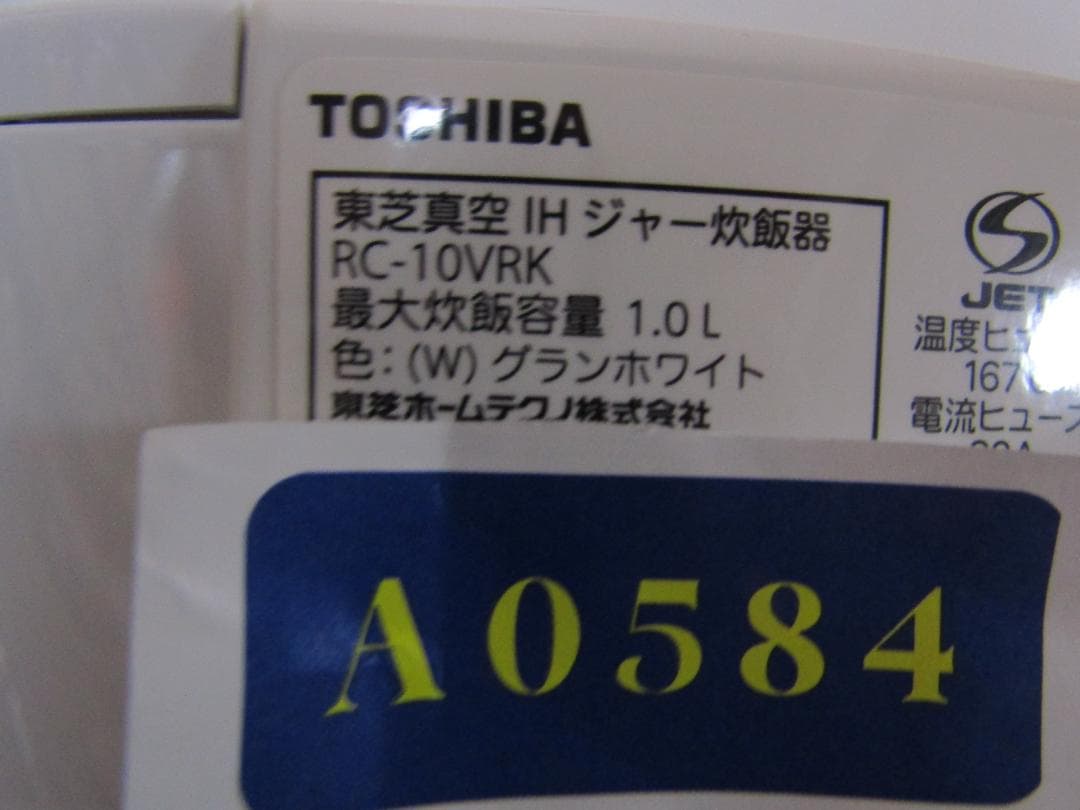 TOSHIBA
東芝真空 IH ジャー炊飯器
RC-10VRK
最大炊飯容量 1.0 L
色：(W) グランホワイト
東芝ホームテクノ株式会社
JET
温度ヒュ
167
電流ヒューズ
A0584